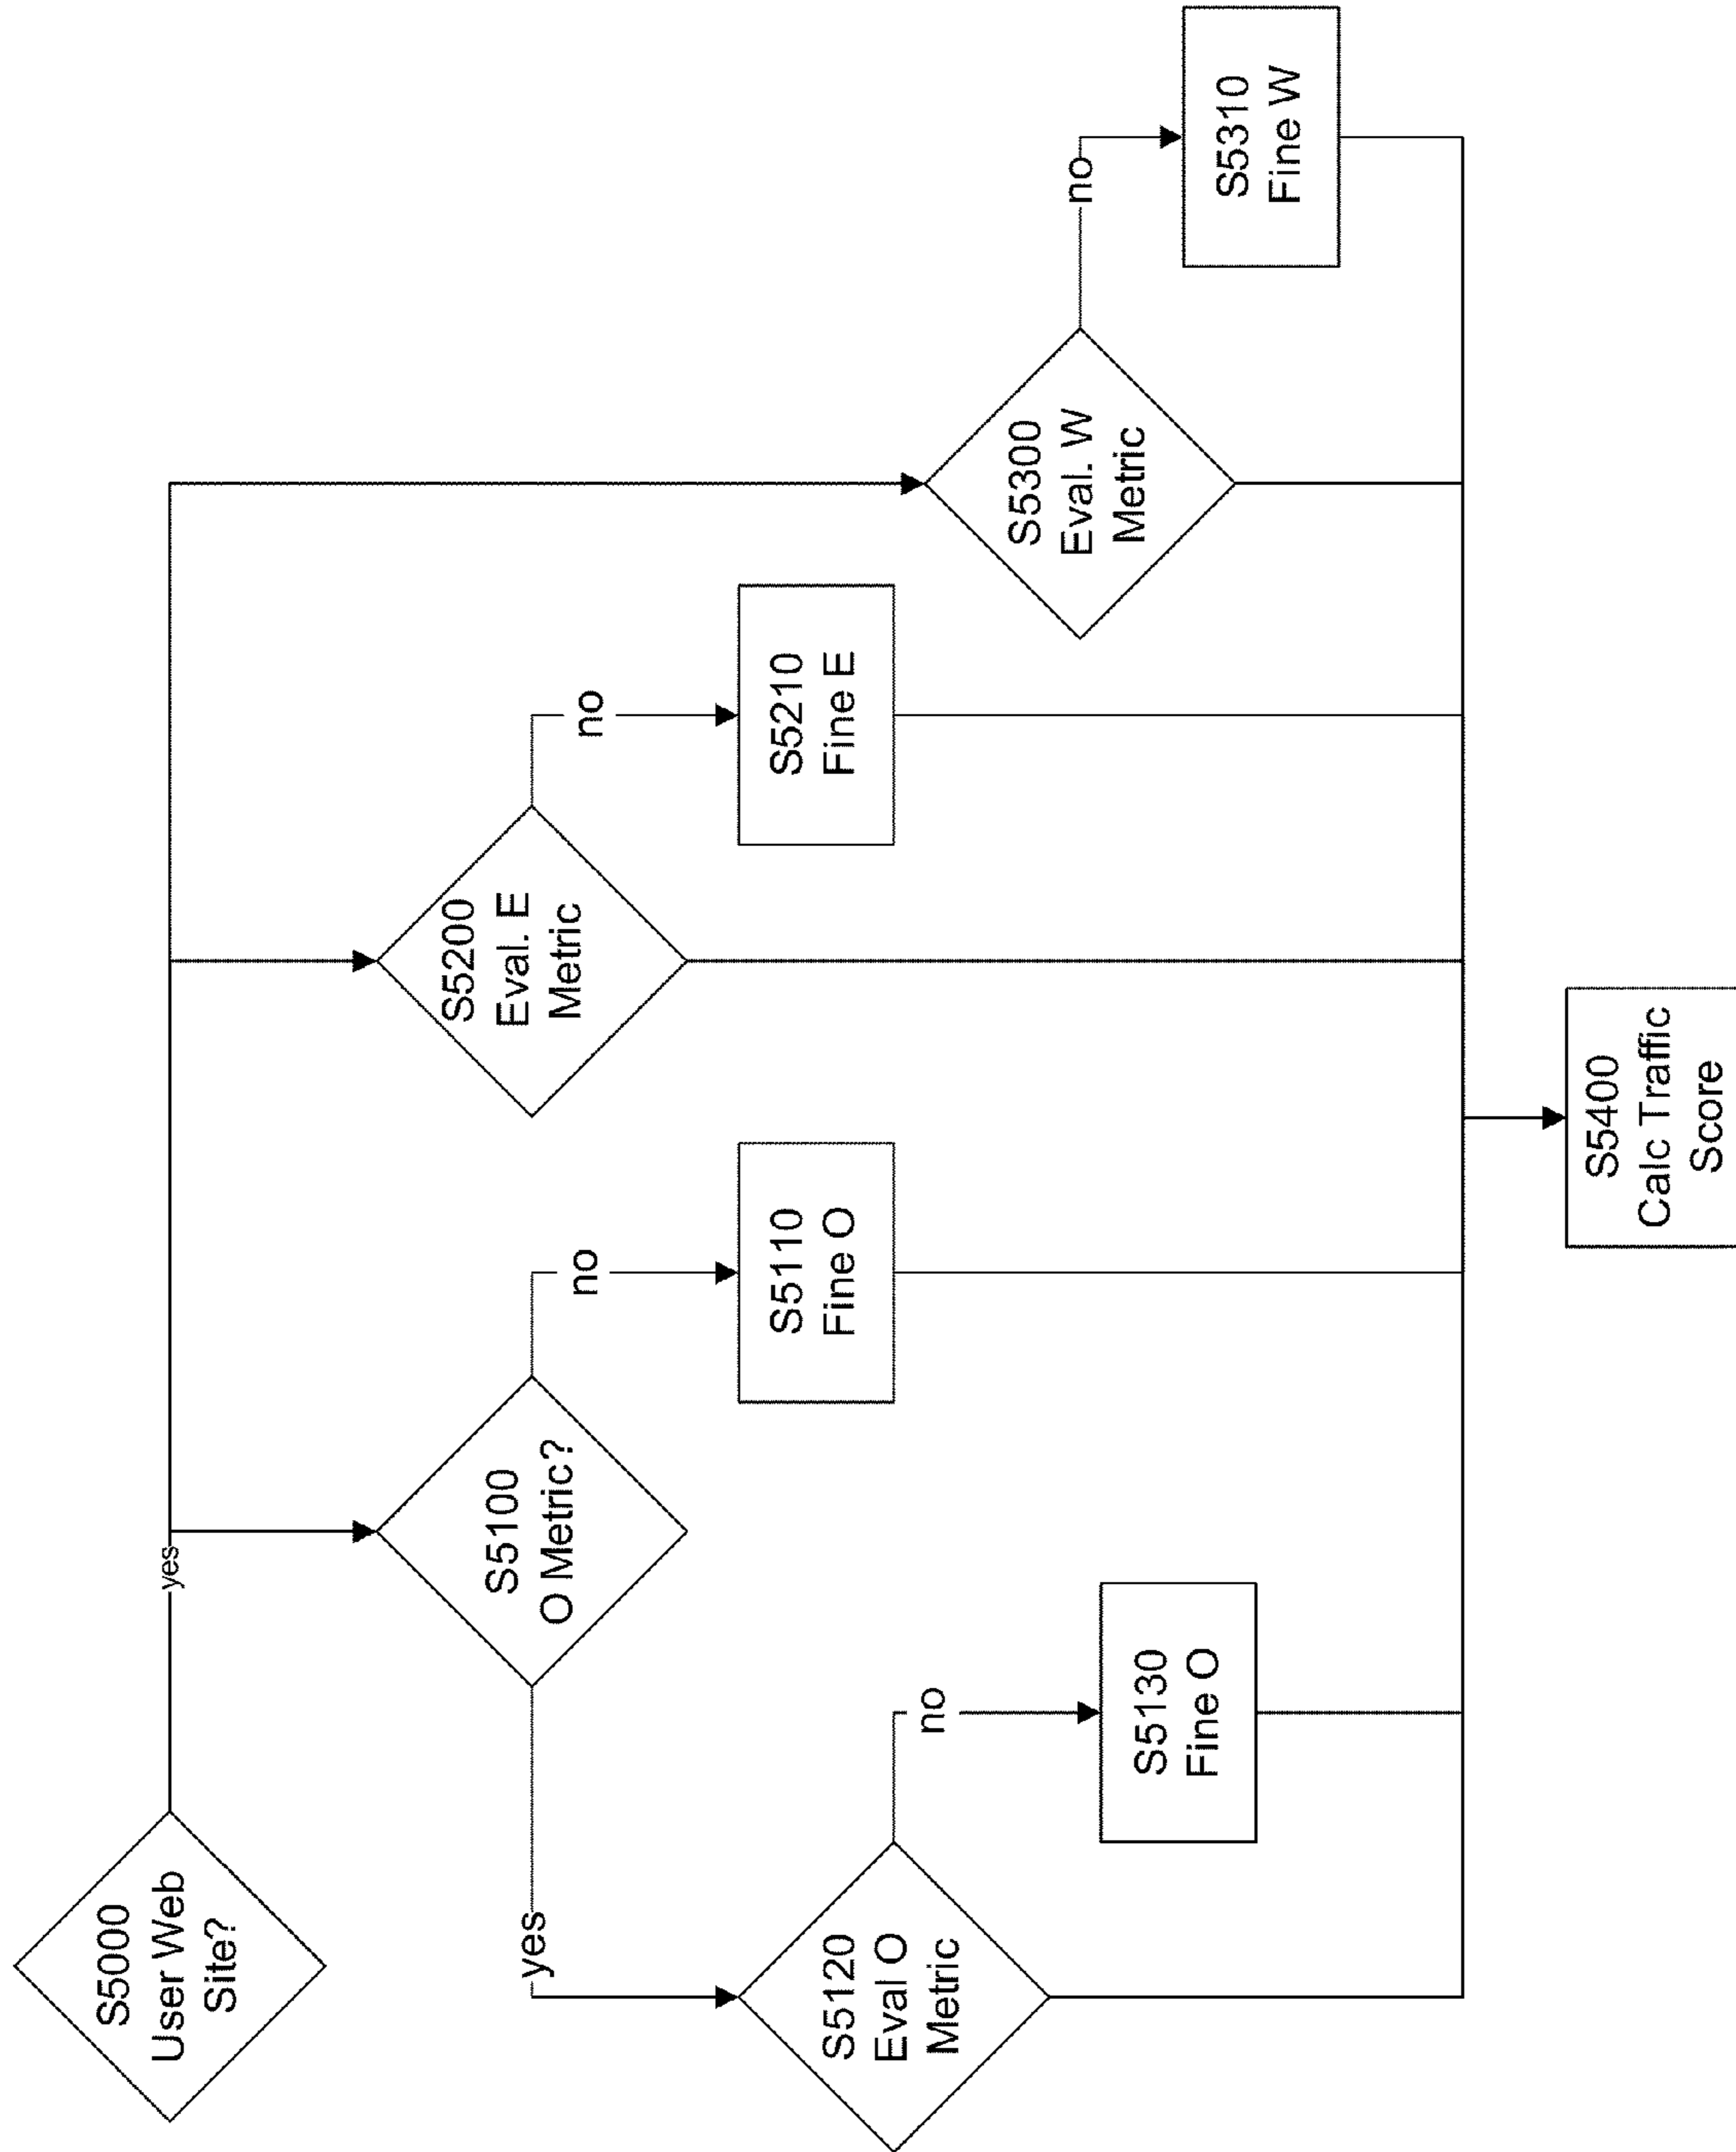 S5000
User Web
Site?
yes
S5100
O Metric?
yes
no
S5110
Fine O
S5120
Eval O
Metric
no
S5130
Fine O
S5200
Eval. E
Metric
no
S5210
Fine E
S5300
Eval. W
Metric
no
S5310
Fine W
S5400
Calc Traffic
Score